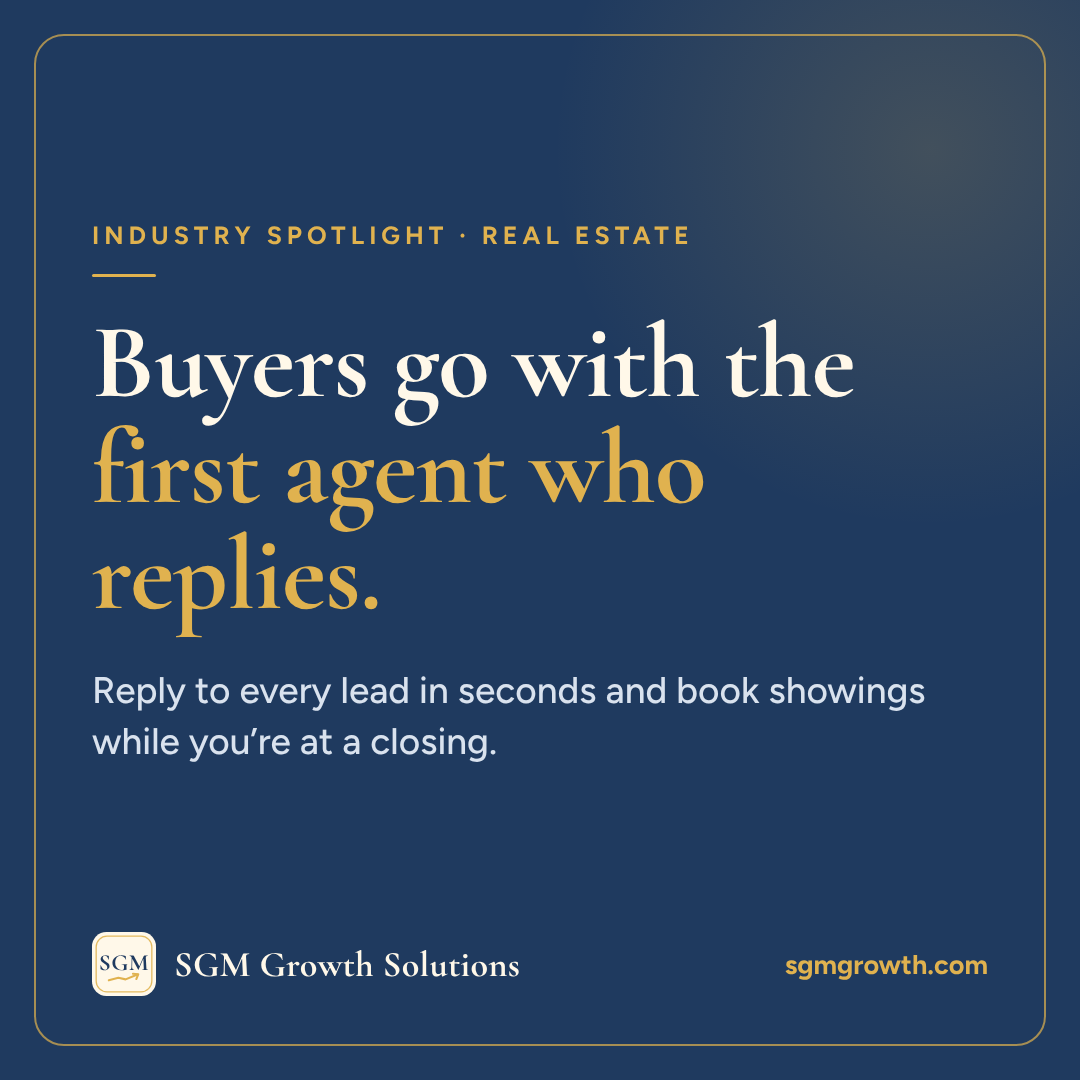 INDUSTRY SPOTLIGHT · REAL ESTATE
Buyers go with the
first agent who
replies.
Reply to every lead in seconds and book showings
while you’re at a closing.
SGM
SGM Growth Solutions
sgmgrowth.com